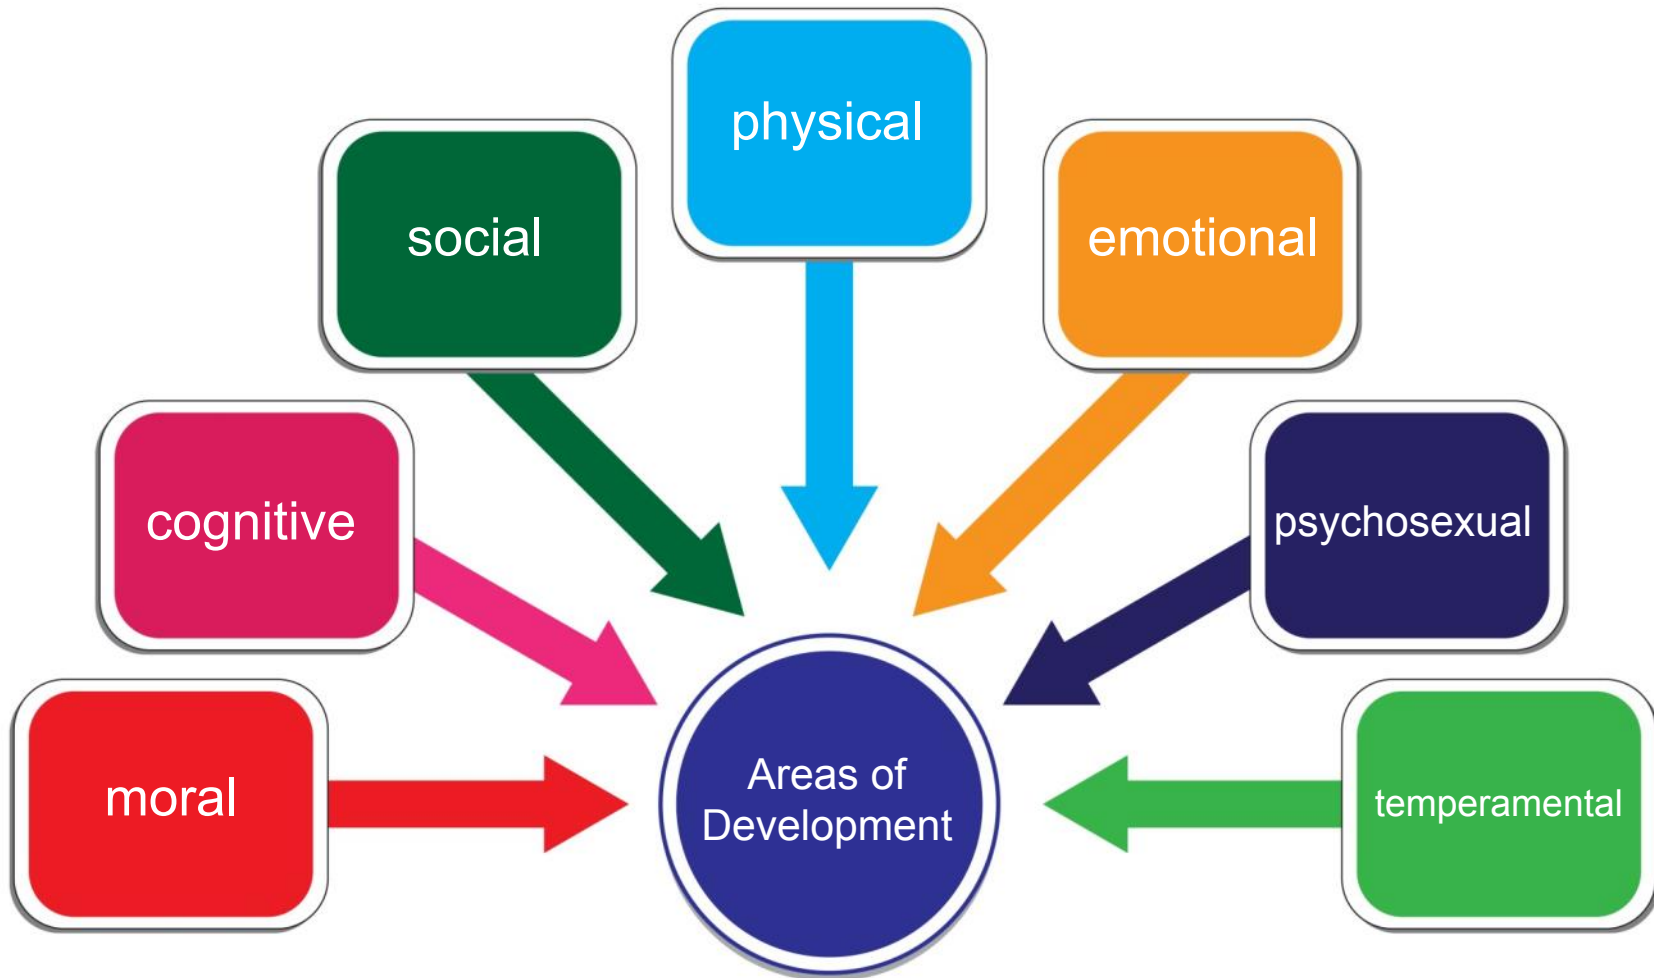 physical
social
emotional
cognitive
psychosexual
moral
temperamental
Areas of
Development